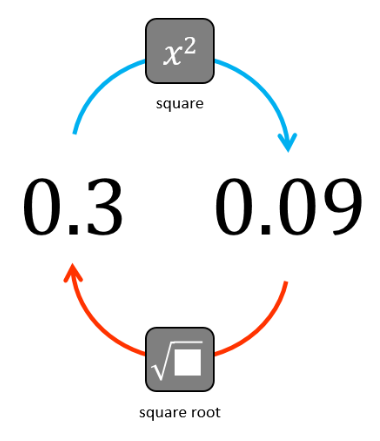 x²
square
0.3 0.09
√
square root